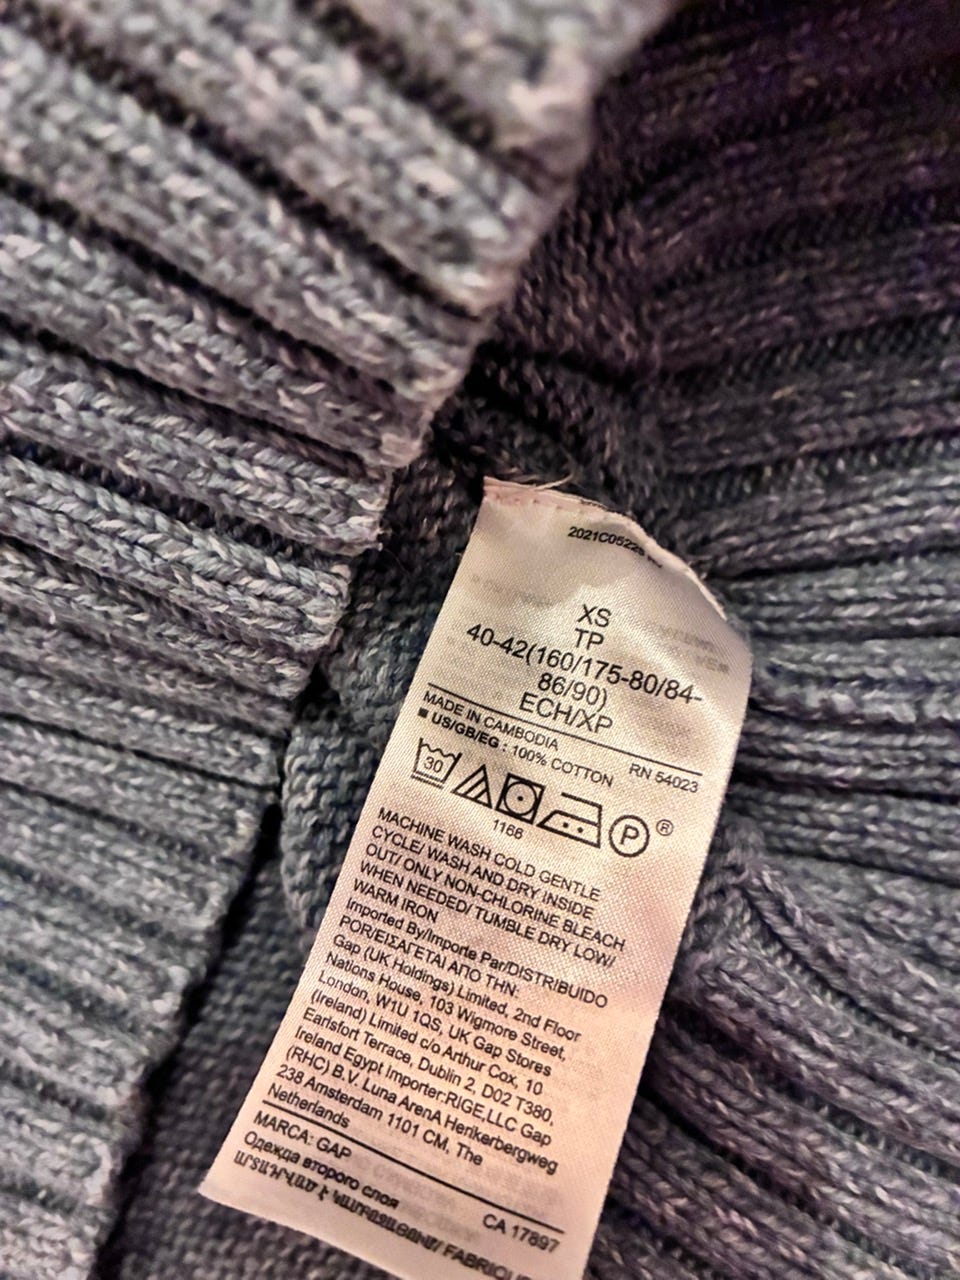 XS
TP
40-42(160/175-80/84-
86/90)
ECH/XP
MADE IN CAMBODIA
RN 54023
■ US/GB/EG : 100% COTTON
30
P
®
1166
MACHINE WASH COLD GENTLE
CYCLE/ WASH AND DRY INSIDE
OUT/ ONLY NON-CHLORINE BLEACH
WHEN NEEDED/ TUMBLE DRY LOW/
WARM IRON
Imported By/Importe Par/DISTRIBUIDO
POR/ΕΙΣΑΓΕΤΑΙ ΑΠΟ ΤΗΝ:
Gap (UK Holdings) Limited, 2nd Floor
Nations House, 103 Wigmore Street,
London, W1U 1QS, UK Gap Stores
(Ireland) Limited c/o Arthur Cox, 10
Earlsfort Terrace, Dublin 2, D02 T380,
Ireland Egypt Importer:RIGE,LLC Gap
(RHC) B.V. Luna ArenA Herikerbergweg
238 Amsterdam 1101 CM, The
Netherlands
MARCA: GAP
CA 17897
Одежда второго слоя